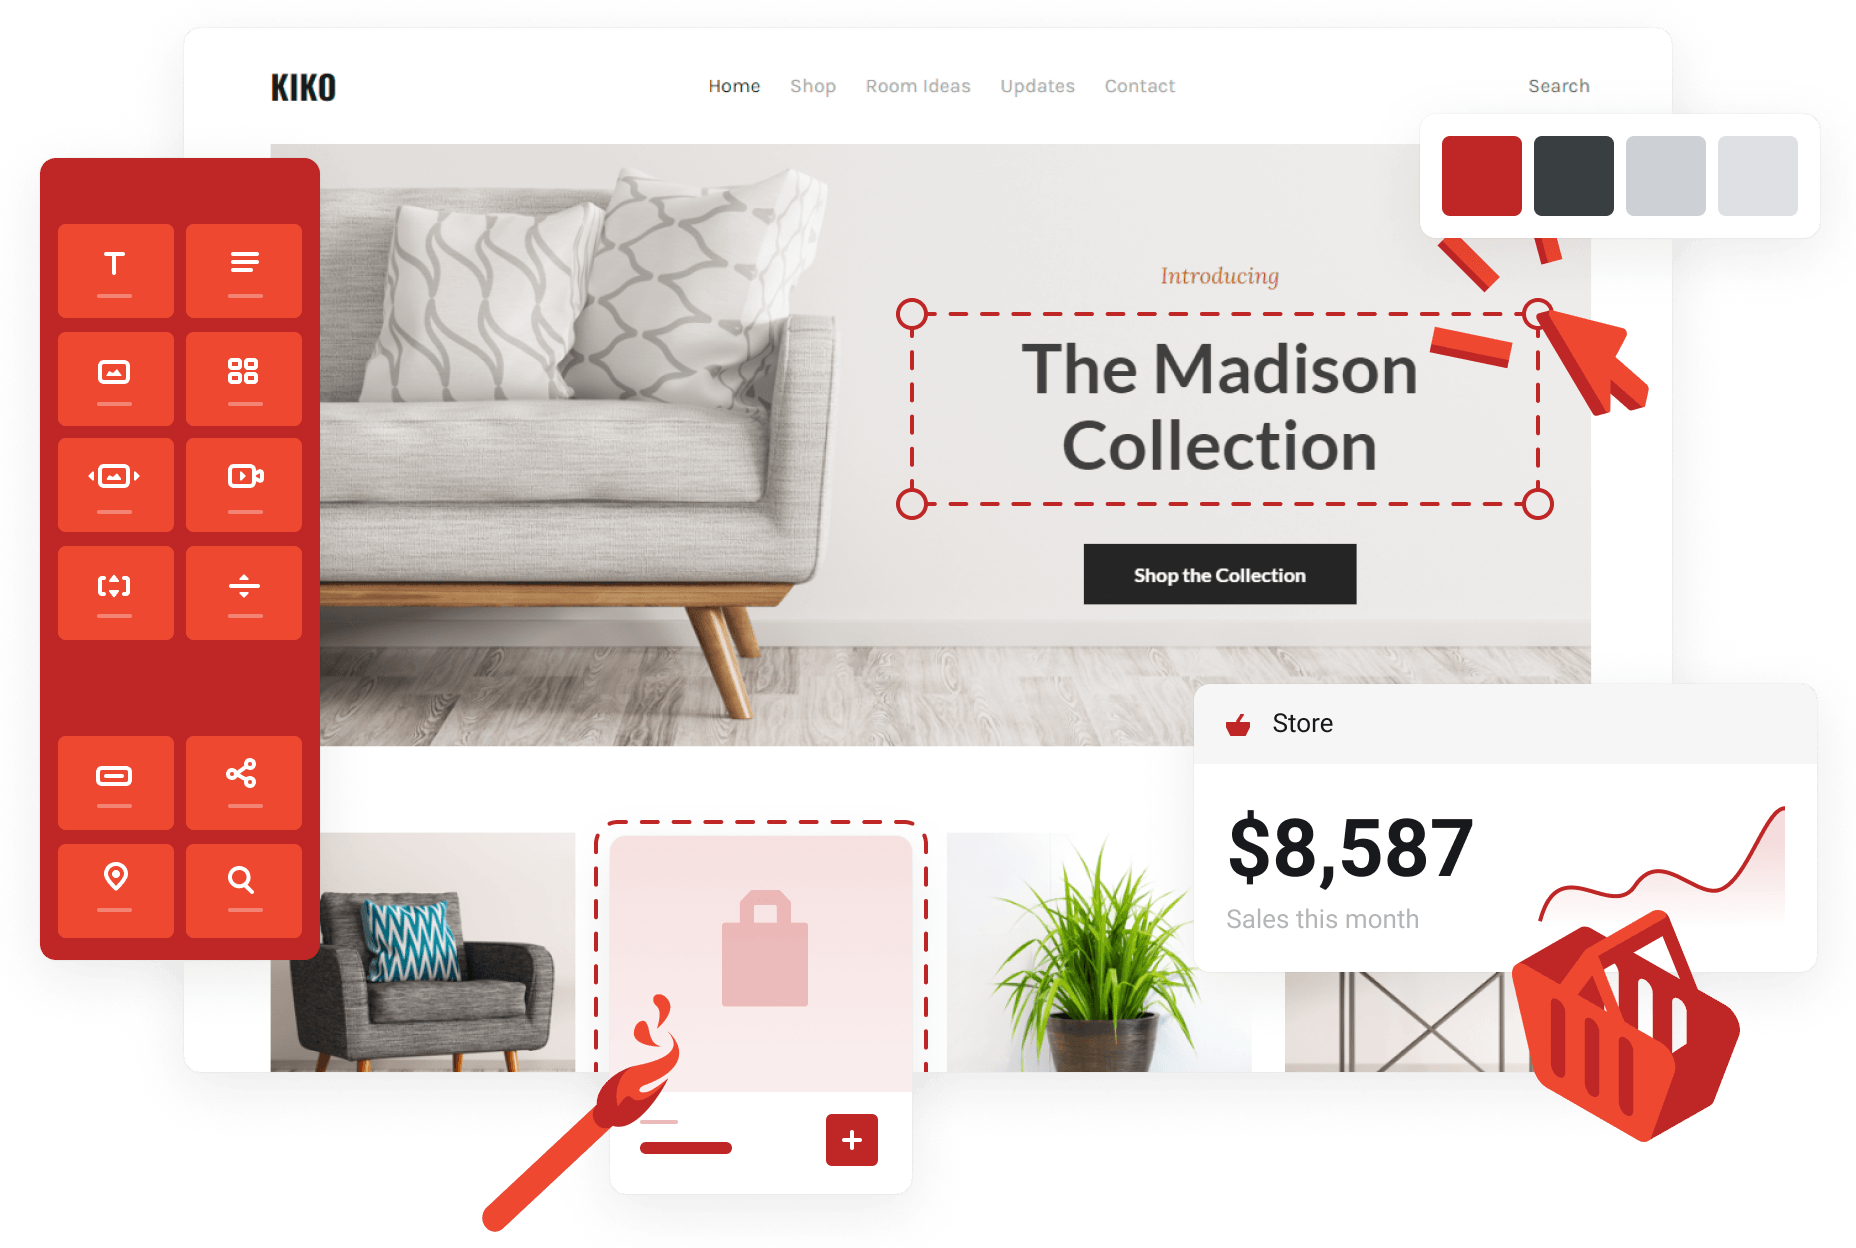 KIKO
Home Shop Room Ideas Updates Contact
Search
Introducing
The Madison
Collection
Shop the Collection
Store
$8,587
Sales this month
T